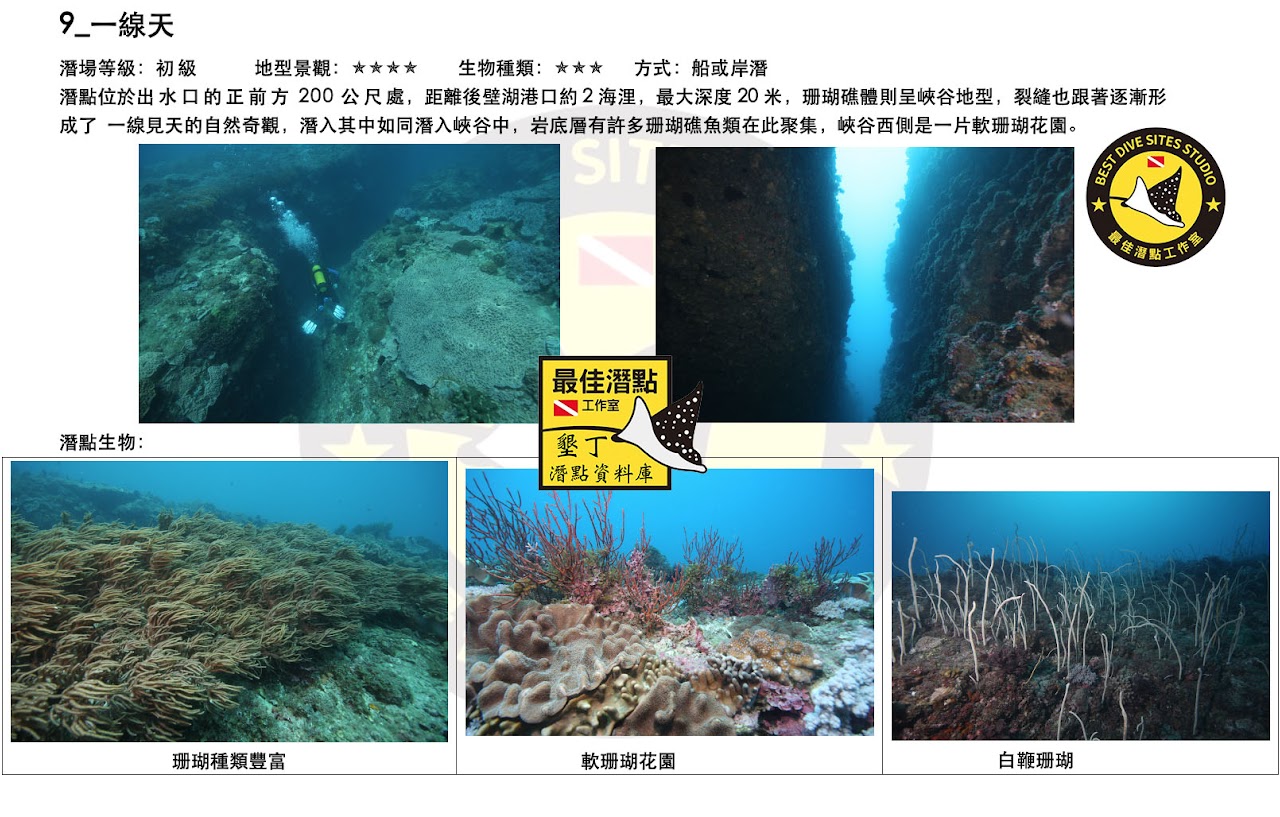 9_一線天
潛場等級：初級 地型景觀：★★★★ 生物種類：★★★ 方式：船或岸潛
潛點位於出水口的正前方 200 公尺處，距離後壁湖港口約 2 海浬，最大深度 20 米，珊瑚礁體則呈峽谷地型，裂縫也跟著逐漸形
成了 一線見天的自然奇觀，潛入其中如同潛入峽谷中，岩底層有許多珊瑚礁魚類在此聚集，峽谷西側是一片軟珊瑚花園。
SIT
BEST DIVE SITES STUDIO
最佳潛點工作室
最佳潛點
工作室
墾丁
潛點資料庫
潛點生物：
珊瑚種類豐富
軟珊瑚花園
白鞭珊瑚